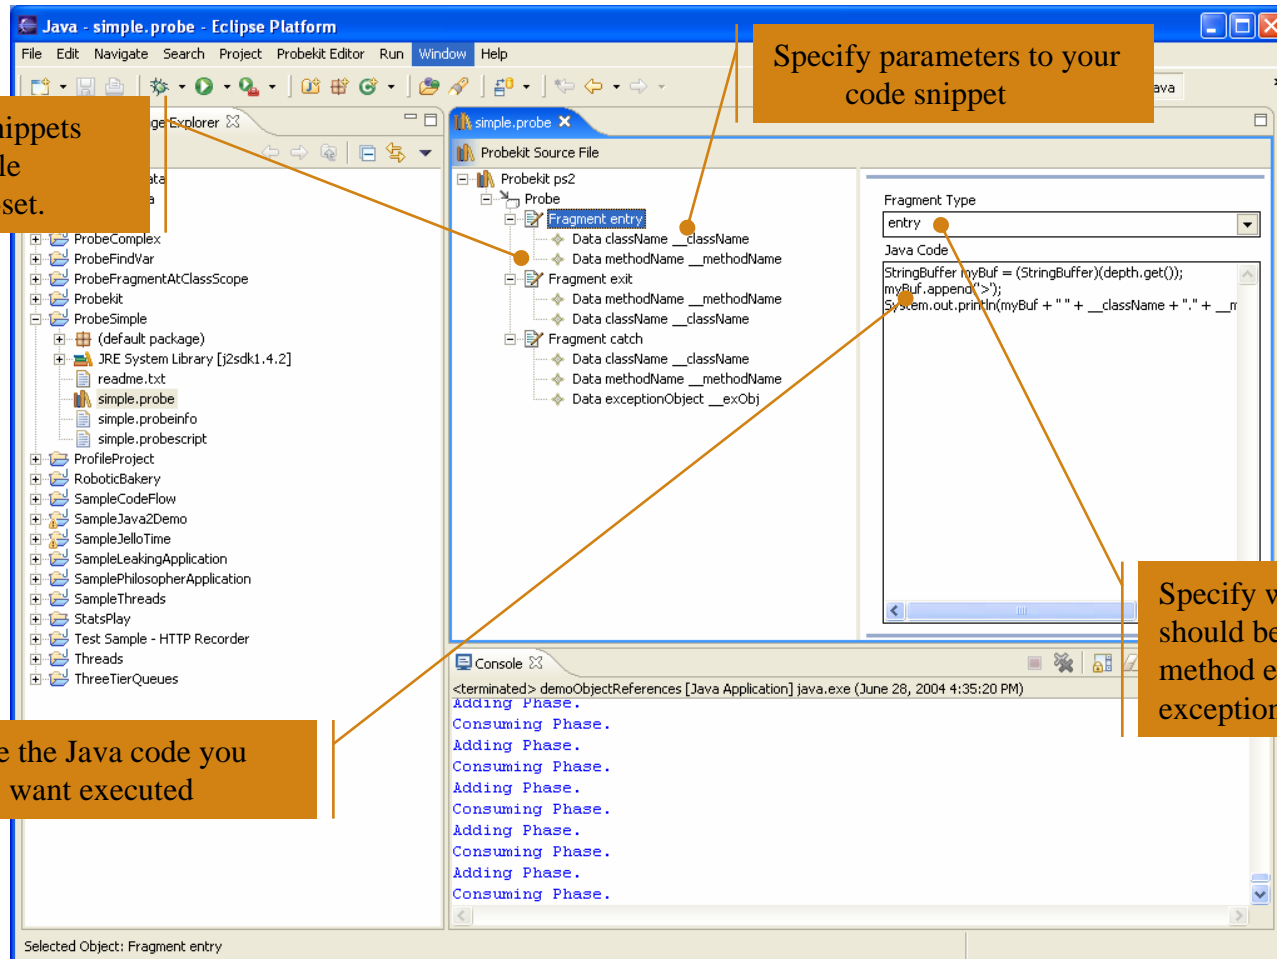 Java - simple.probe - Eclipse Platform
File Edit Navigate Search Project Probekit Editor Run Window Help
Specify parameters to your
code snippet
ava
nippets
le
set.
ge Explorer
ata
a
ProbeComplex
ProbeFindVar
ProbeFragmentAtClassScope
Probekit
ProbeSimple
(default package)
JRE System Library [j2sdk1.4.2]
readme.txt
simple.probe
simple.probeinfo
simple.probescript
ProfileProject
RoboticBakery
SampleCodeFlow
SampleJava2Demo
SampleJelloTime
SampleLeakingApplication
SamplePhilosopherApplication
SampleThreads
StatsPlay
Test Sample - HTTP Recorder
Threads
ThreeTierQueues
e the Java code you
want executed
simple.probe
Probekit Source File
Probekit ps2
Probe
Fragment entry
Data className __className
Data methodName __methodName
Fragment exit
Data methodName __methodName
Data className __className
Fragment catch
Data className __className
Data methodName __methodName
Data exceptionObject __exObj
Fragment Type
entry
Java Code
StringBuffer myBuf = (StringBuffer)(depth.get());
myBuf.append('>');
System.out.println(myBuf + " " + __className + "." + __m
Specify w
should be
method e
exception
Console
<terminated> demoObjectReferences [Java Application] java.exe (June 28, 2004 4:35:20 PM)
Adding Phase.
Consuming Phase.
Adding Phase.
Consuming Phase.
Adding Phase.
Consuming Phase.
Adding Phase.
Consuming Phase.
Adding Phase.
Consuming Phase.
Selected Object: Fragment entry